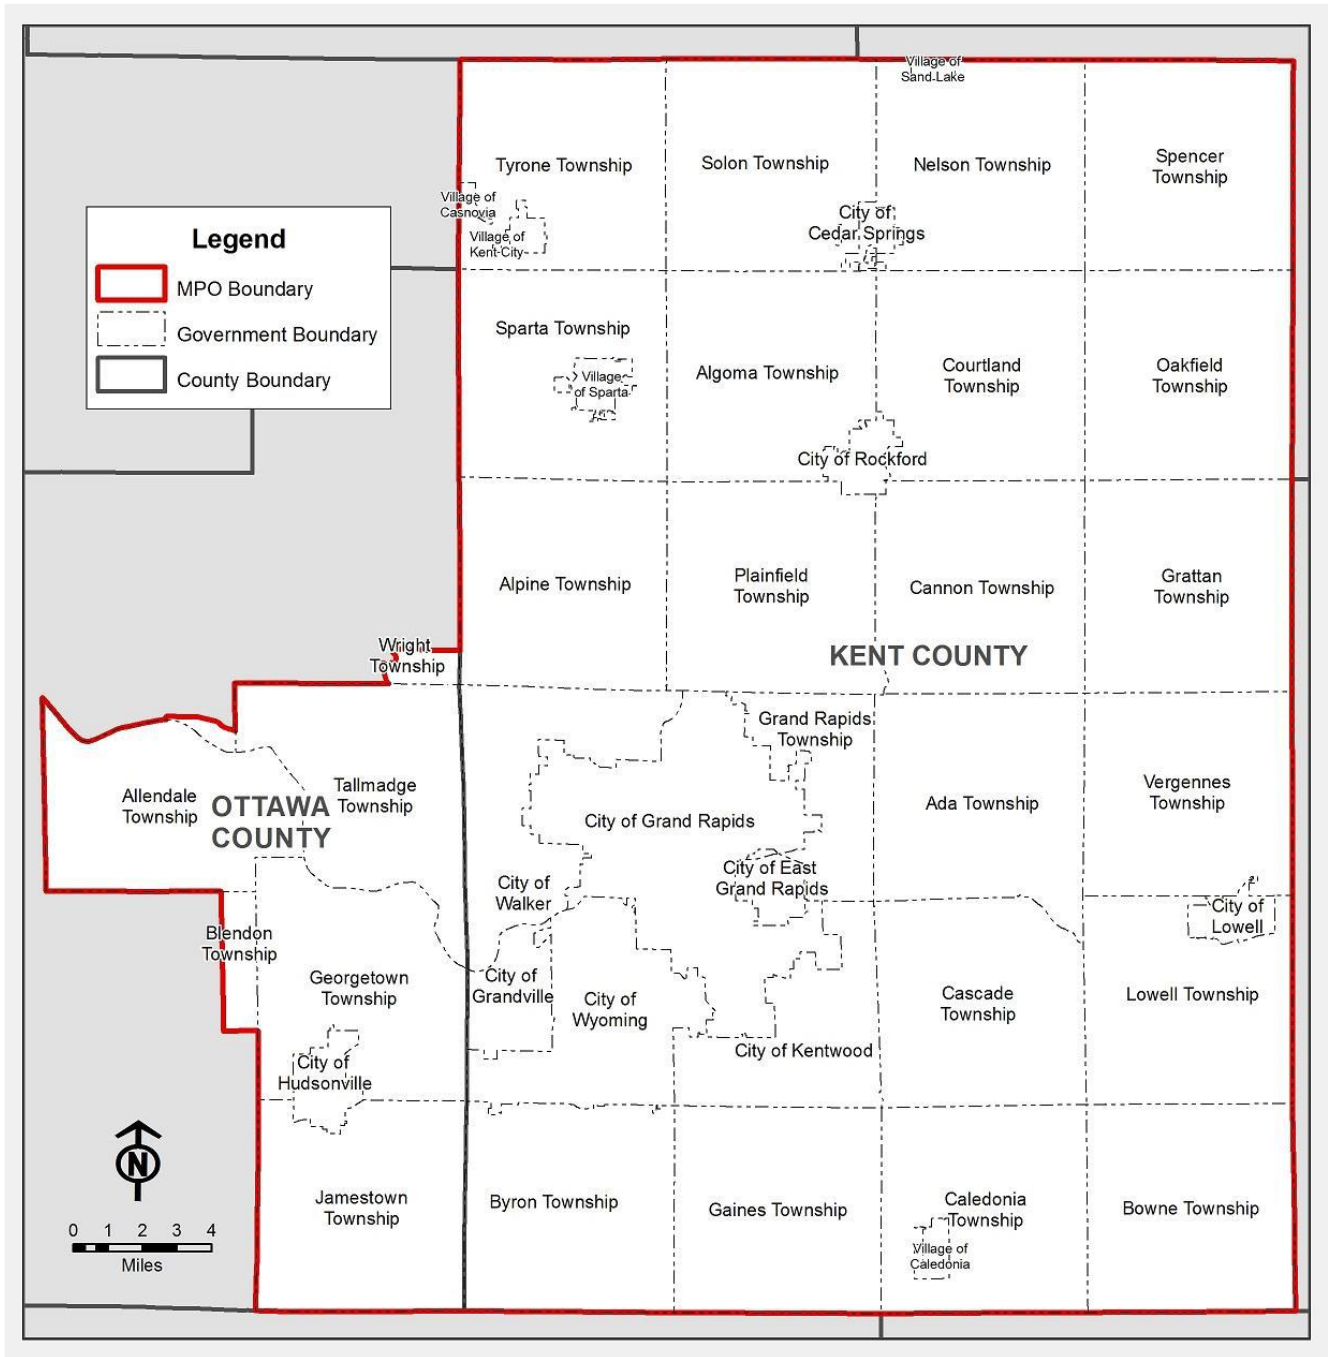 Village of
Sand Lake
Tyrone Township
Solon Township
Nelson Township
Spencer
Township
Village of
Casnovia
Village of
Kent City
City of
Cedar Springs
Legend
MPO Boundary
Government Boundary
County Boundary
Sparta Township
Village
of Sparta
Algoma Township
Courtland
Township
Oakfield
Township
City of Rockford
Alpine Township
Plainfield
Township
Cannon Township
Grattan
Township
Wright
Township
KENT COUNTY
Grand Rapids
Township
Allendale
Township
OTTAWA
COUNTY
Tallmadge
Township
City of Grand Rapids
Ada Township
Vergennes
Township
City of
Walker
City of East
Grand Rapids
City of
Lowell
Blendon
Township
Georgetown
Township
City of
Grandville
City of
Wyoming
Cascade
Township
Lowell Township
City of Kentwood
City of
Hudsonville
N
0 1 2 3 4
Miles
Jamestown
Township
Byron Township
Gaines Township
Caledonia
Township
Village of
Caledonia
Bowne Township